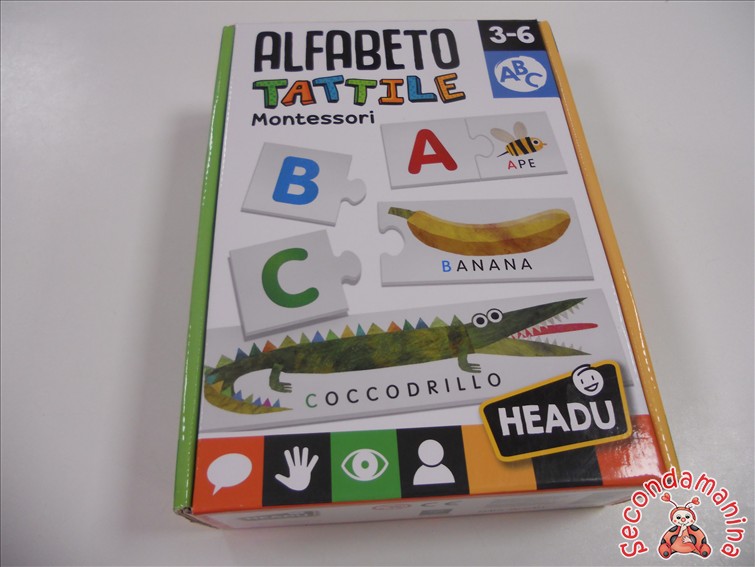 ALFABETO
TATTILE
Montessori
3-6
ABC
A
APE
B
BANANA
C
COCCODRILLO
HEADU
secondamanina